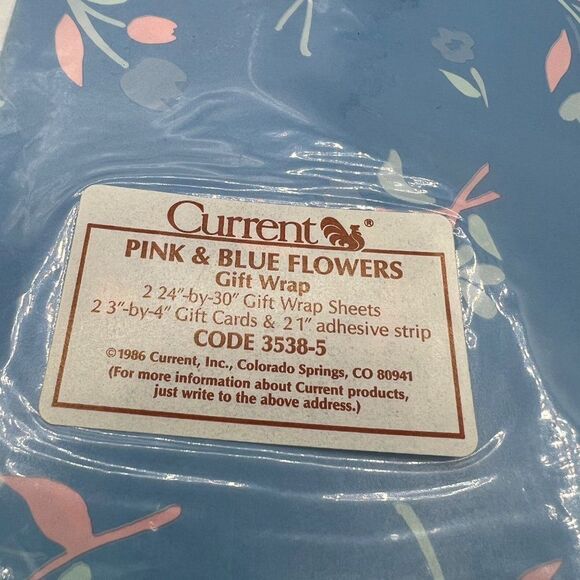 Current®
PINK & BLUE FLOWERS
Gift Wrap
2 24"-by-30" Gift Wrap Sheets
2 3"-by-4" Gift Cards & 2 1" adhesive strip
CODE 3538-5
©1986 Current, Inc., Colorado Springs, CO 80941
(For more information about Current products,
just write to the above address.)